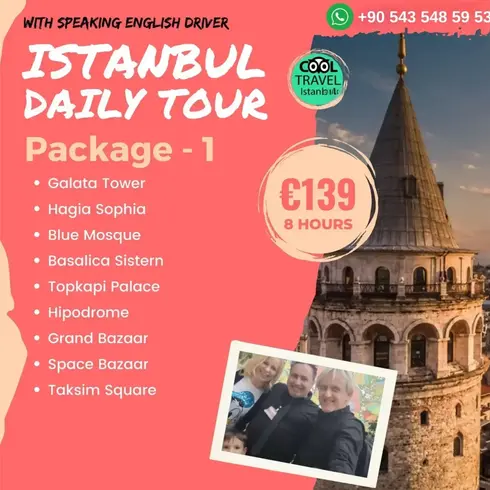 WITH SPEAKING ENGLISH DRIVER
+90 543 548 59 53
ISTANBUL
DAILY TOUR
COOL
TRAVEL
Istanbul
Package - 1
€139
8 HOURS
Galata Tower
Hagia Sophia
Blue Mosque
Basalica Sistern
Topkapi Palace
Hipodrome
Grand Bazaar
Space Bazaar
Taksim Square